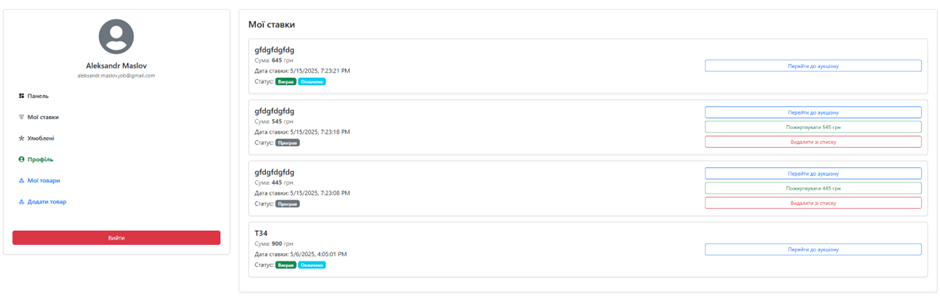 Aleksandr Maslov
aleksandr.maslov.job@gmail.com
Панель
Мої ставки
Улюблені
Профіль
Мої товари
Додати товар
Вийти
Мої ставки
gfdgfdgfdg
Сума: 645 грн
Дата ставки: 5/15/2025, 7:23:21 PM
Статус: Виграв Оплачено
Перейти до аукціону
gfdgfdgfdg
Сума: 545 грн
Дата ставки: 5/15/2025, 7:23:18 PM
Статус: Програв
Перейти до аукціону
Пожертвувати 545 грн
Видалити зі списку
gfdgfdgfdg
Сума: 445 грн
Дата ставки: 5/15/2025, 7:23:08 PM
Статус: Програв
Перейти до аукціону
Пожертвувати 445 грн
Видалити зі списку
T34
Сума: 900 грн
Дата ставки: 5/6/2025, 4:05:01 PM
Статус: Виграв Оплачено
Перейти до аукціону